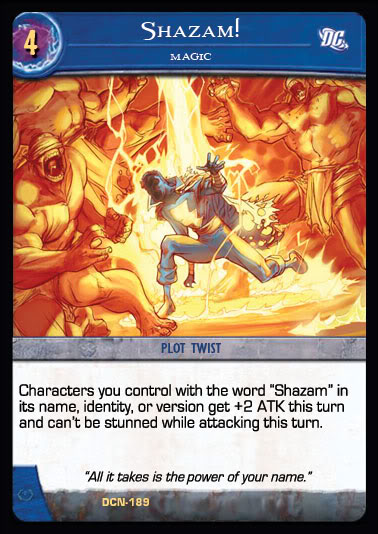 4
Shazam!
DC
MAGIC
PLOT TWIST
Characters you control with the word "Shazam" in
its name, identity, or version get +2 ATK this turn
and can't be stunned while attacking this turn.
"All it takes is the power of your name."
DCN-189